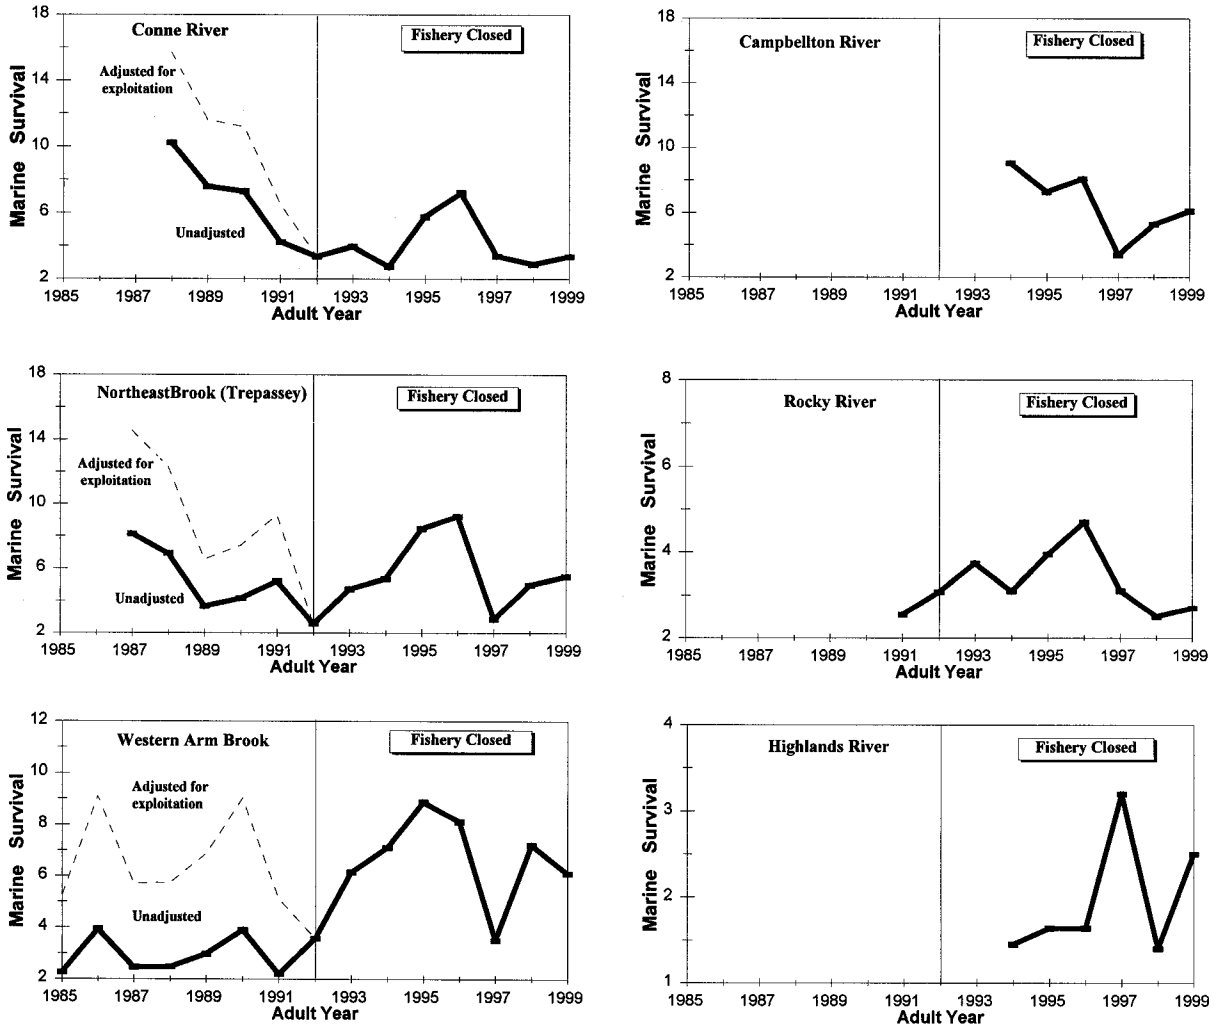 Conne River
Fishery Closed
Adjusted for
exploitation
Unadjusted
Marine Survival
18
14
10
6
2
1985 1987 1989 1991 1993 1995 1997 1999
Adult Year
Campbellton River
Fishery Closed
Marine Survival
18
14
10
6
2
1985 1987 1989 1991 1993 1995 1997 1999
Adult Year
NortheastBrook (Trepassey)
Fishery Closed
Adjusted for
exploitation
Unadjusted
Marine Survival
18
14
10
6
2
1985 1987 1989 1991 1993 1995 1997 1999
Adult Year
Rocky River
Fishery Closed
Marine Survival
8
6
4
2
1985 1987 1989 1991 1993 1995 1997 1999
Adult Year
Western Arm Brook
Fishery Closed
Adjusted for
exploitation
Unadjusted
Marine Survival
12
10
8
6
4
2
1985 1987 1989 1991 1993 1995 1997 1999
Adult Year
Highlands River
Fishery Closed
Marine Survival
4
3
2
1
1985 1987 1989 1991 1993 1995 1997 1999
Adult Year